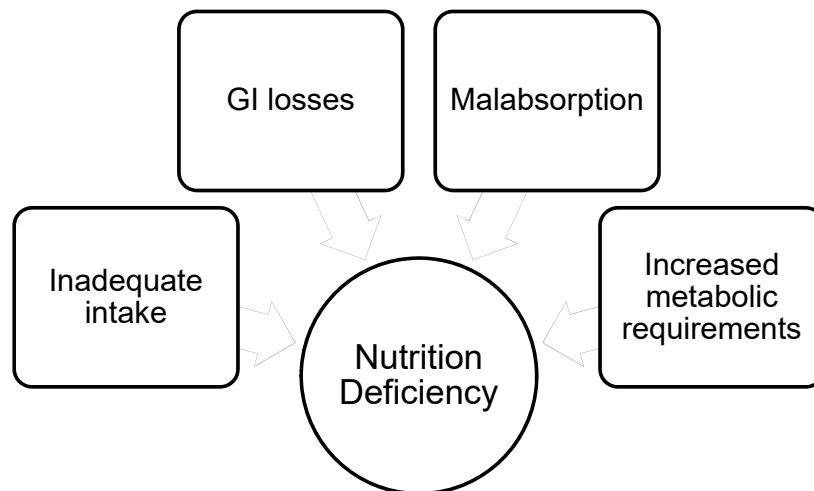 GI losses
Malabsorption
Inadequate
intake
Increased
metabolic
requirements
Nutrition
Deficiency